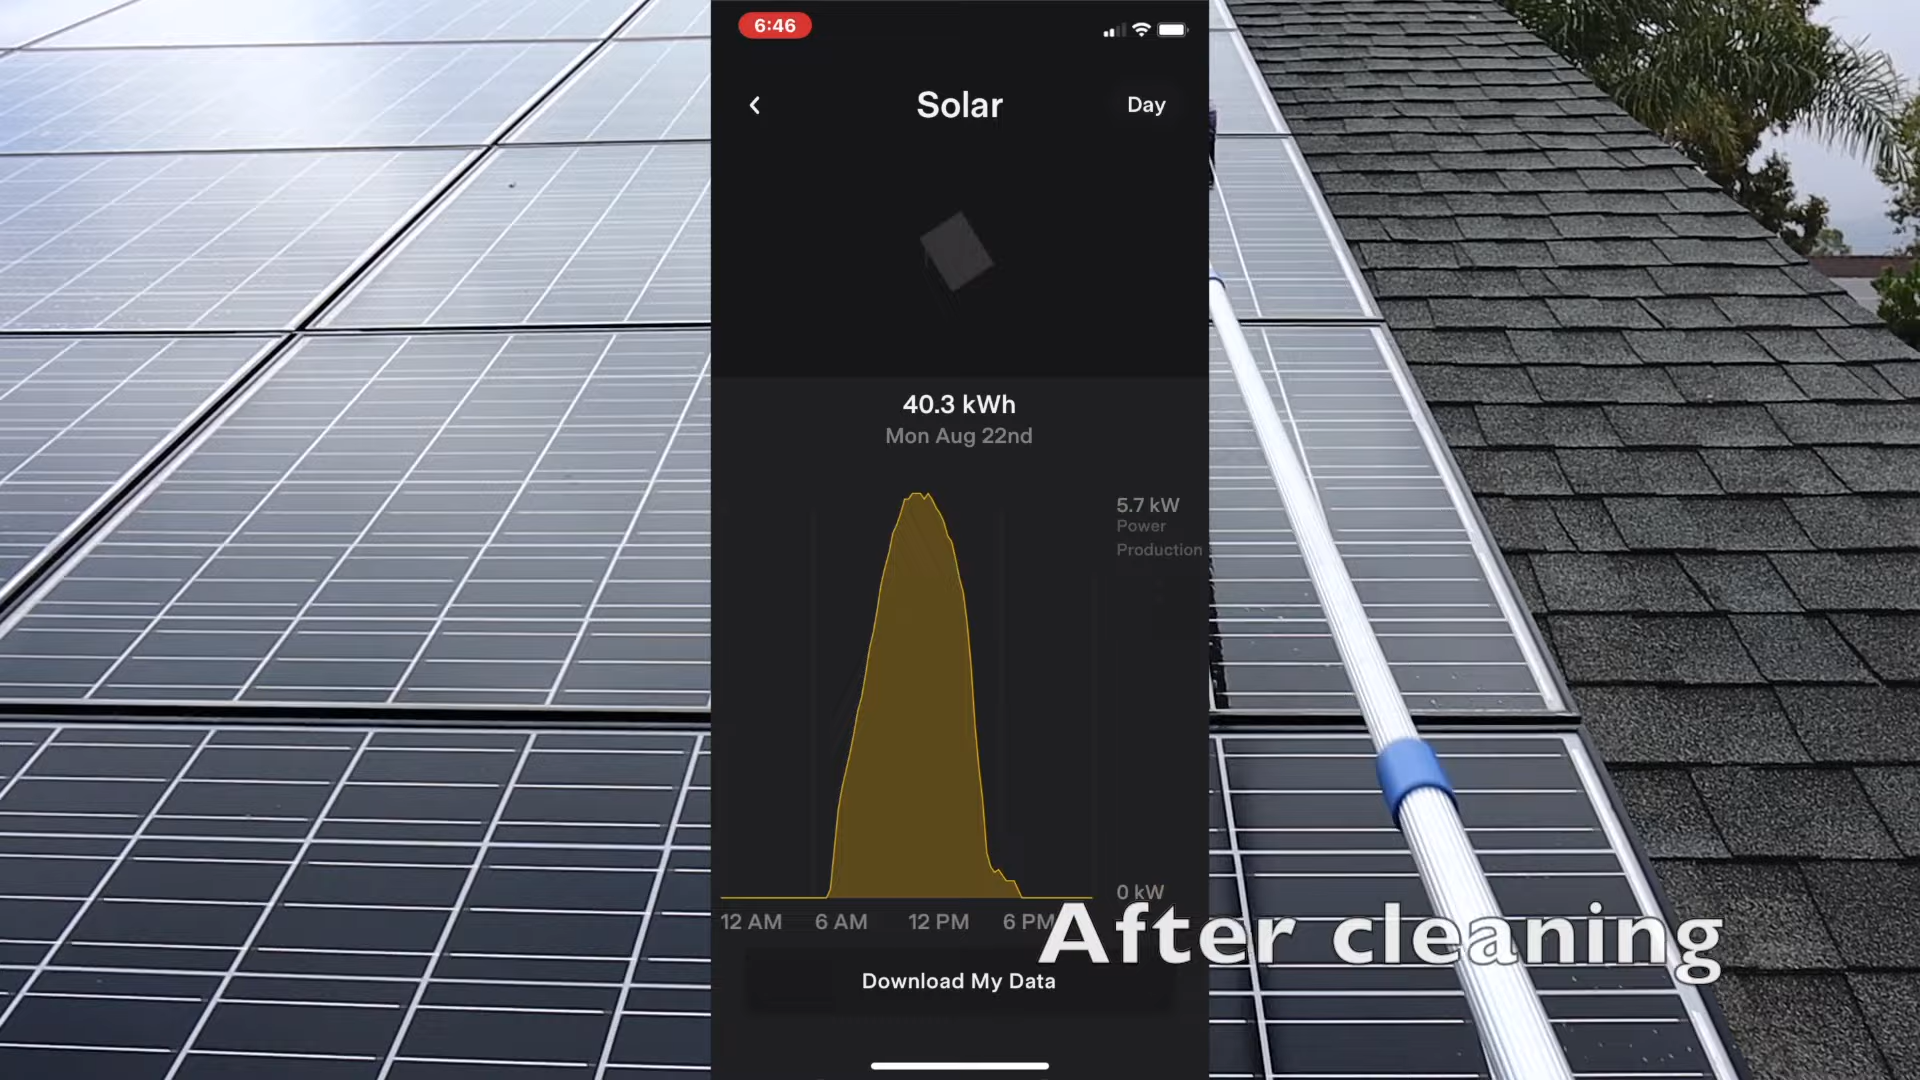 6:46
Solar
Day
40.3 kWh
Mon Aug 22nd
5.7 kW
Power
Production
0 kW
12 AM 6 AM 12 PM 6 PM
After cleaning
Download My Data